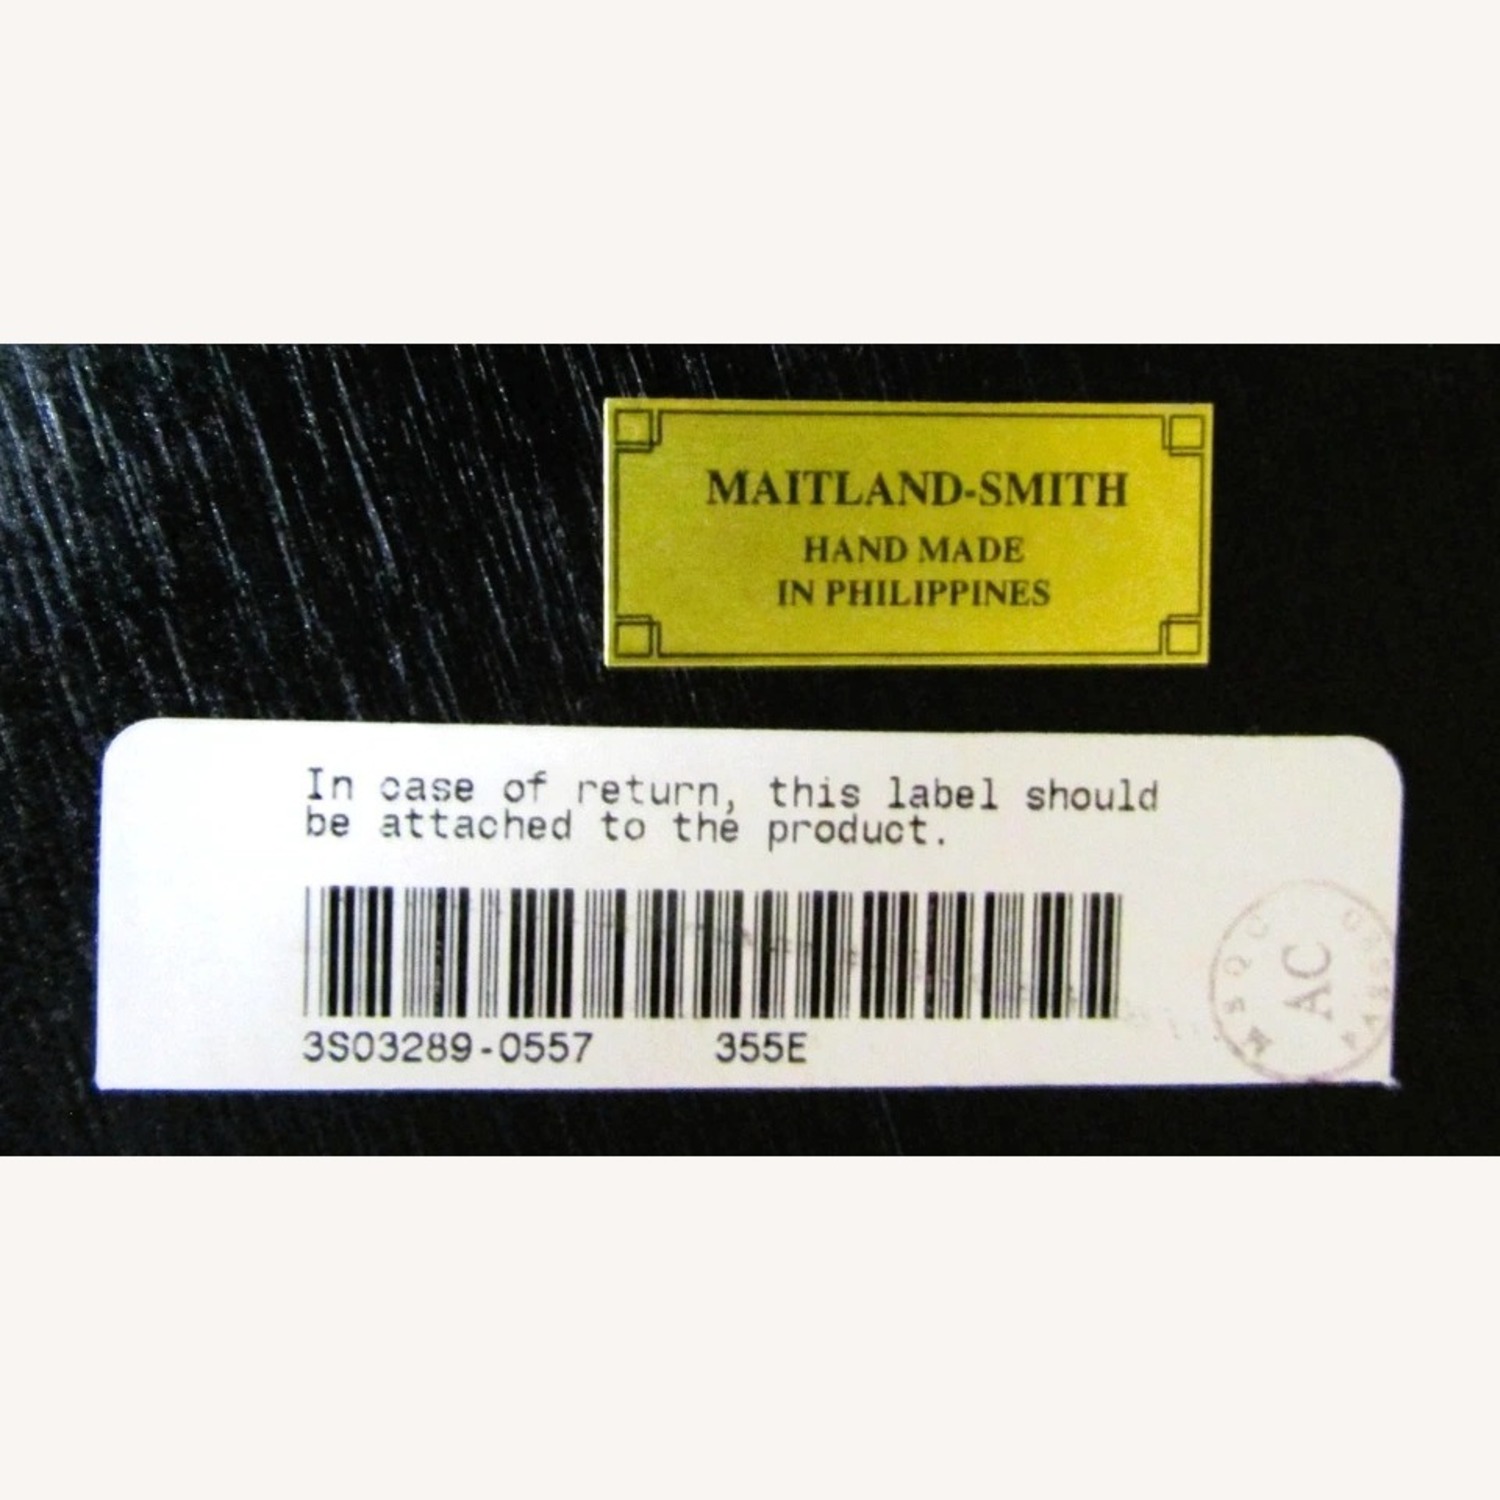 MAITLAND-SMITH
HAND MADE
IN PHILIPPINES
In case of return, this label should
be attached to the product.
3S03289-0557 355E
MSQC
AC